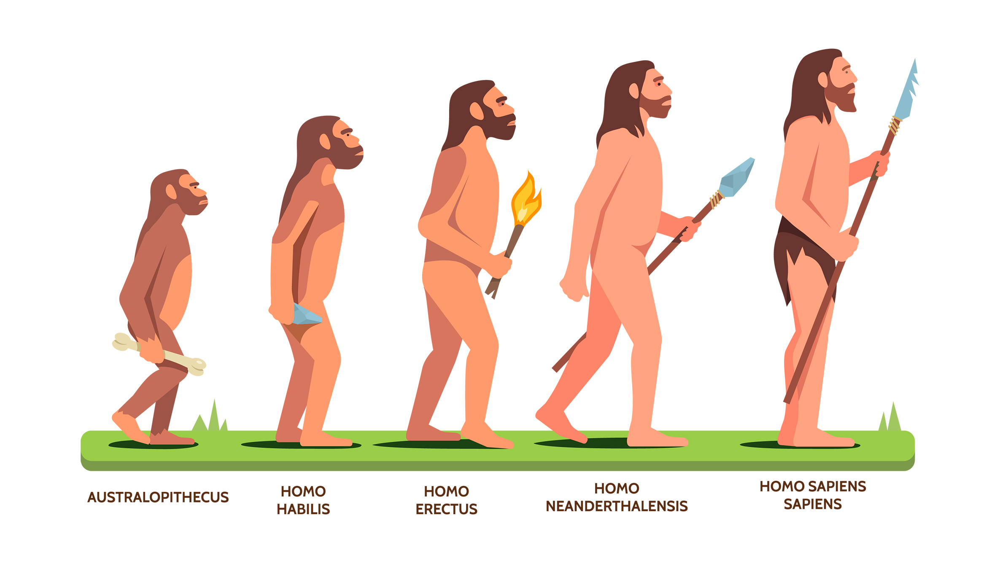 AUSTRALOPITHECUS
HOMO
HABILIS
HOMO
ERECTUS
HOMO
NEANDERTHALENSIS
HOMO SAPIENS
SAPIENS